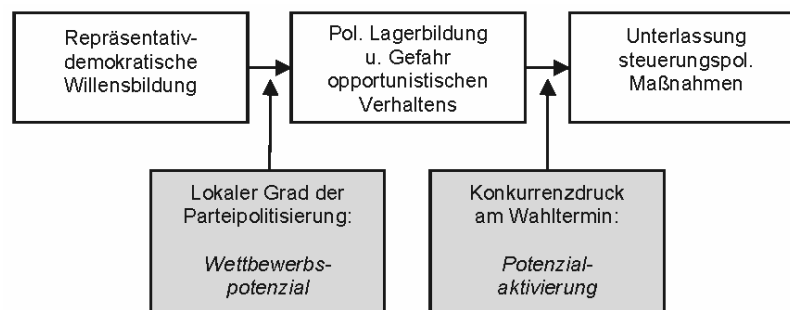 Repräsentativ-
demokratische
Willensbildung
Pol. Lagerbildung
u. Gefahr
opportunistischen
Verhaltens
Unterlassung
steuerungspol.
Maßnahmen
Lokaler Grad der
Parteipolitisierung:
Wettbewerbs-
potenzial
Konkurrenzdruck
am Wahltermin:
Potenzial-
aktivierung